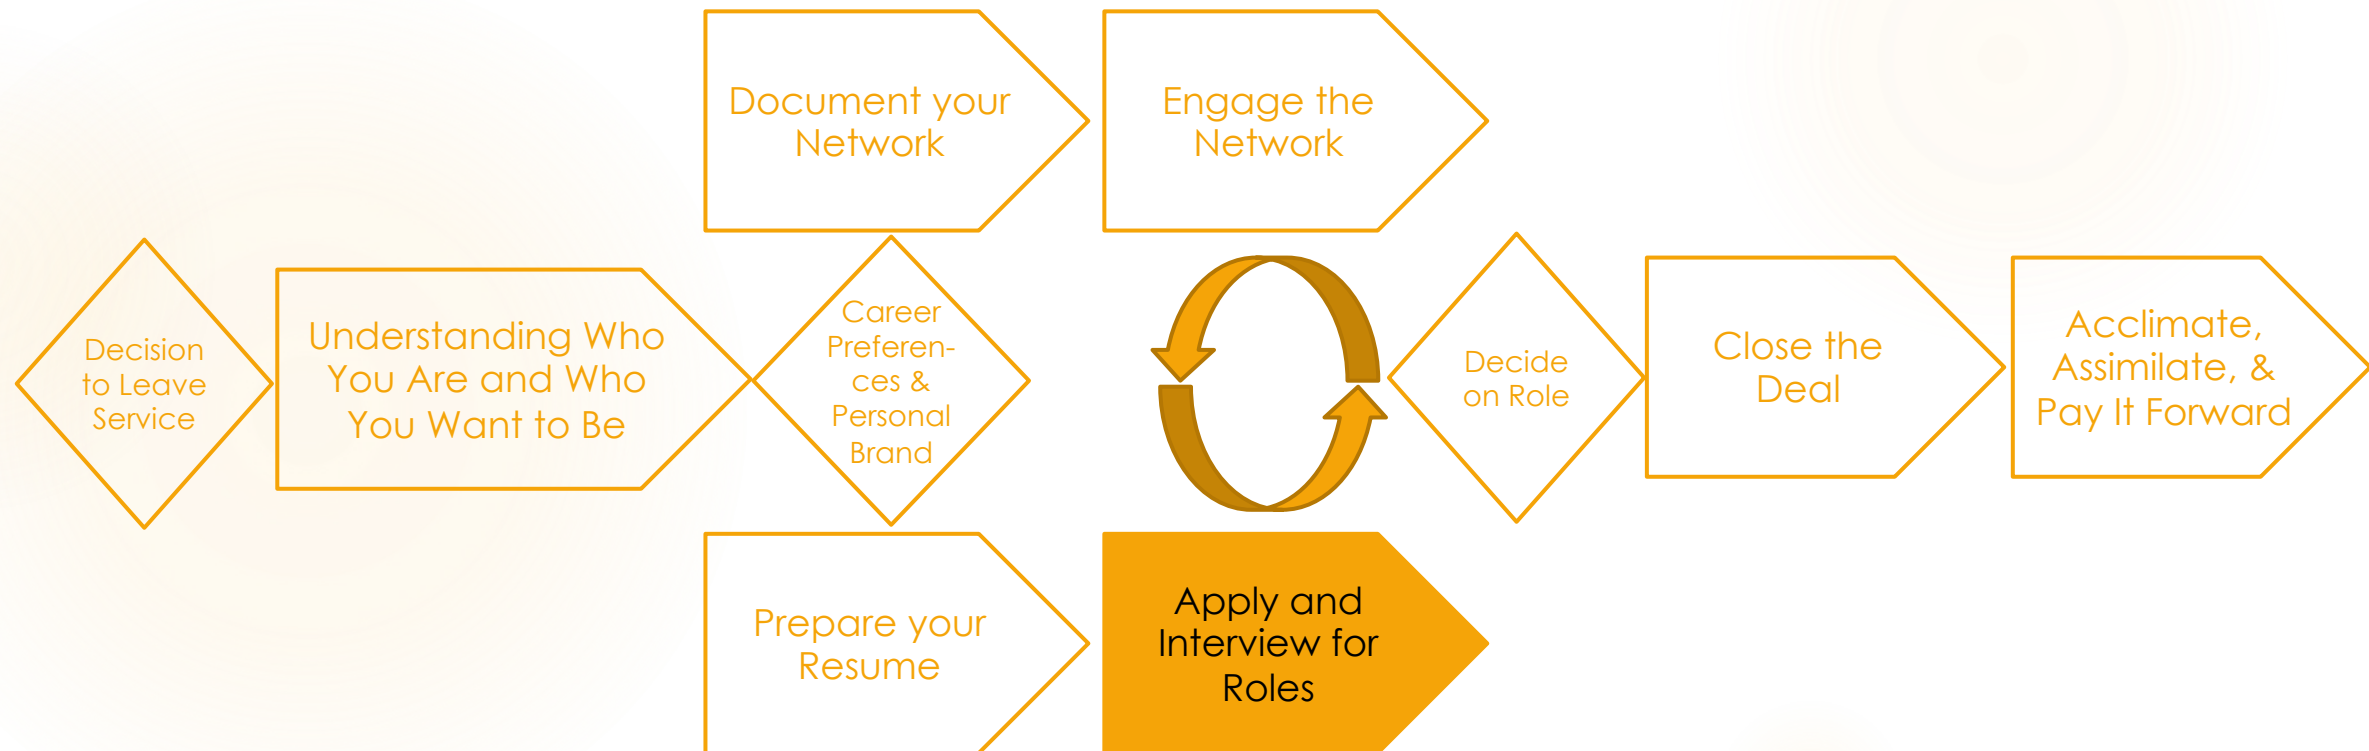 Document your
Network
Engage the
Network
Decision
to Leave
Service
Understanding Who
You Are and Who
You Want to Be
Career
Preferen-
ces &
Personal
Brand
Decide
on Role
Close the
Deal
Acclimate,
Assimilate, &
Pay It Forward
Prepare your
Resume
Apply and
Interview for
Roles